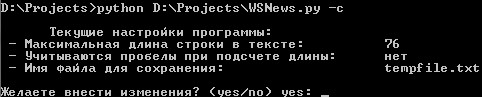 D:\Projects>python D:\Projects\WSNews.py -c
Текущие настройки программы:
- Максимальная длина строки в тексте: 76
- Учитываются пробелы при подсчете длины: нет
- Имя файла для сохранения: tempfile.txt
Желаете внести изменения? (yes/no) yes: _